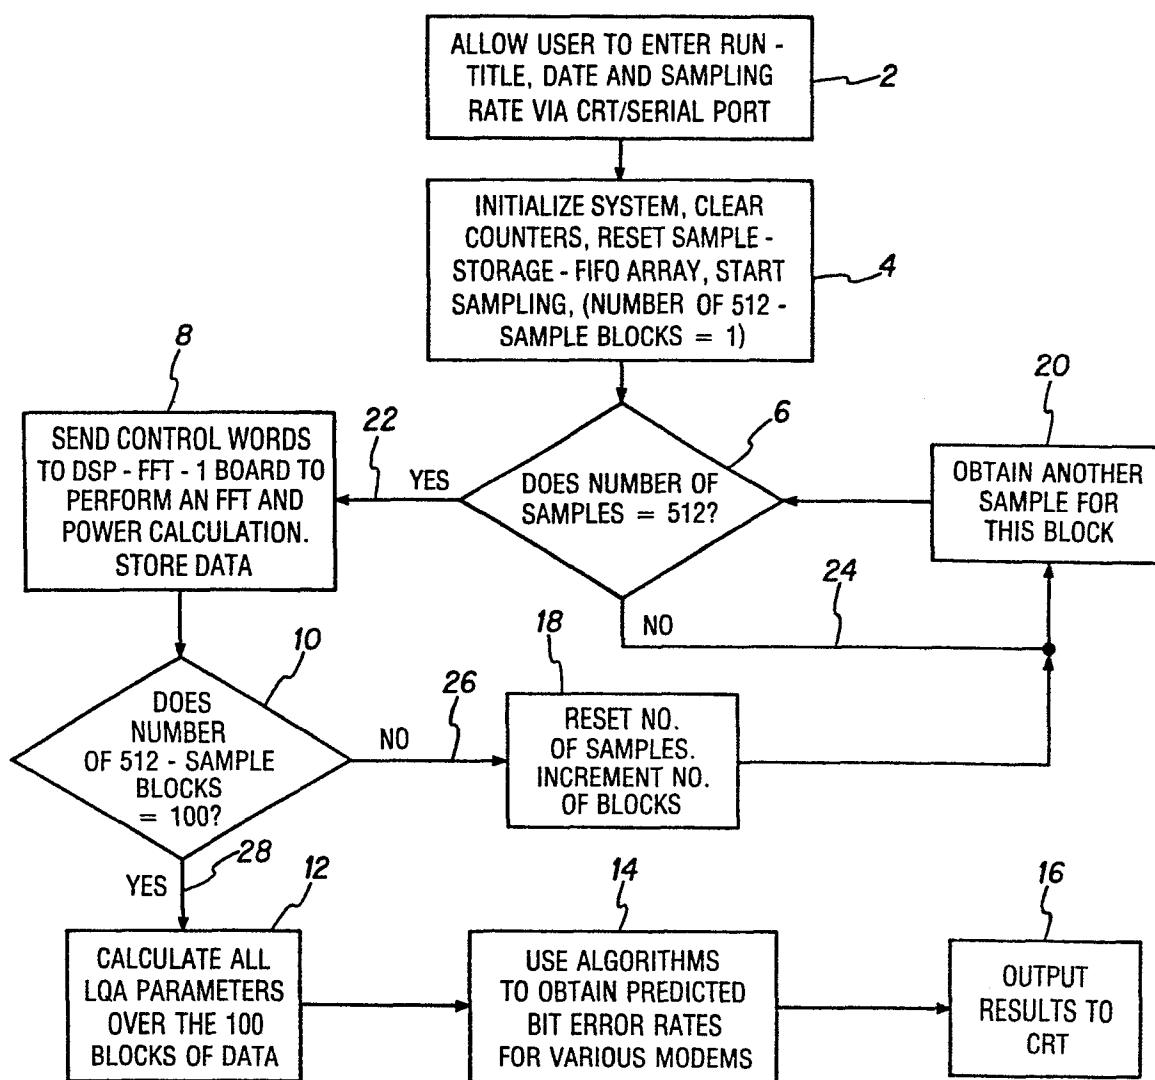 ALLOW USER TO ENTER RUN -
TITLE, DATE AND SAMPLING
RATE VIA CRT/SERIAL PORT
2
INITIALIZE SYSTEM, CLEAR
COUNTERS, RESET SAMPLE -
STORAGE - FIFO ARRAY, START
SAMPLING, (NUMBER OF 512 -
SAMPLE BLOCKS = 1)
4
8
SEND CONTROL WORDS
TO DSP - FFT - 1 BOARD TO
PERFORM AN FFT AND
POWER CALCULATION.
STORE DATA
22
YES
6
DOES NUMBER OF
SAMPLES = 512?
20
OBTAIN ANOTHER
SAMPLE FOR
THIS BLOCK
NO
24
10
DOES
NUMBER
OF 512 - SAMPLE
BLOCKS
= 100?
NO
26
18
RESET NO.
OF SAMPLES.
INCREMENT NO.
OF BLOCKS
YES
28
12
CALCULATE ALL
LQA PARAMETERS
OVER THE 100
BLOCKS OF DATA
14
USE ALGORITHMS
TO OBTAIN PREDICTED
BIT ERROR RATES
FOR VARIOUS MODEMS
16
OUTPUT
RESULTS TO
CRT